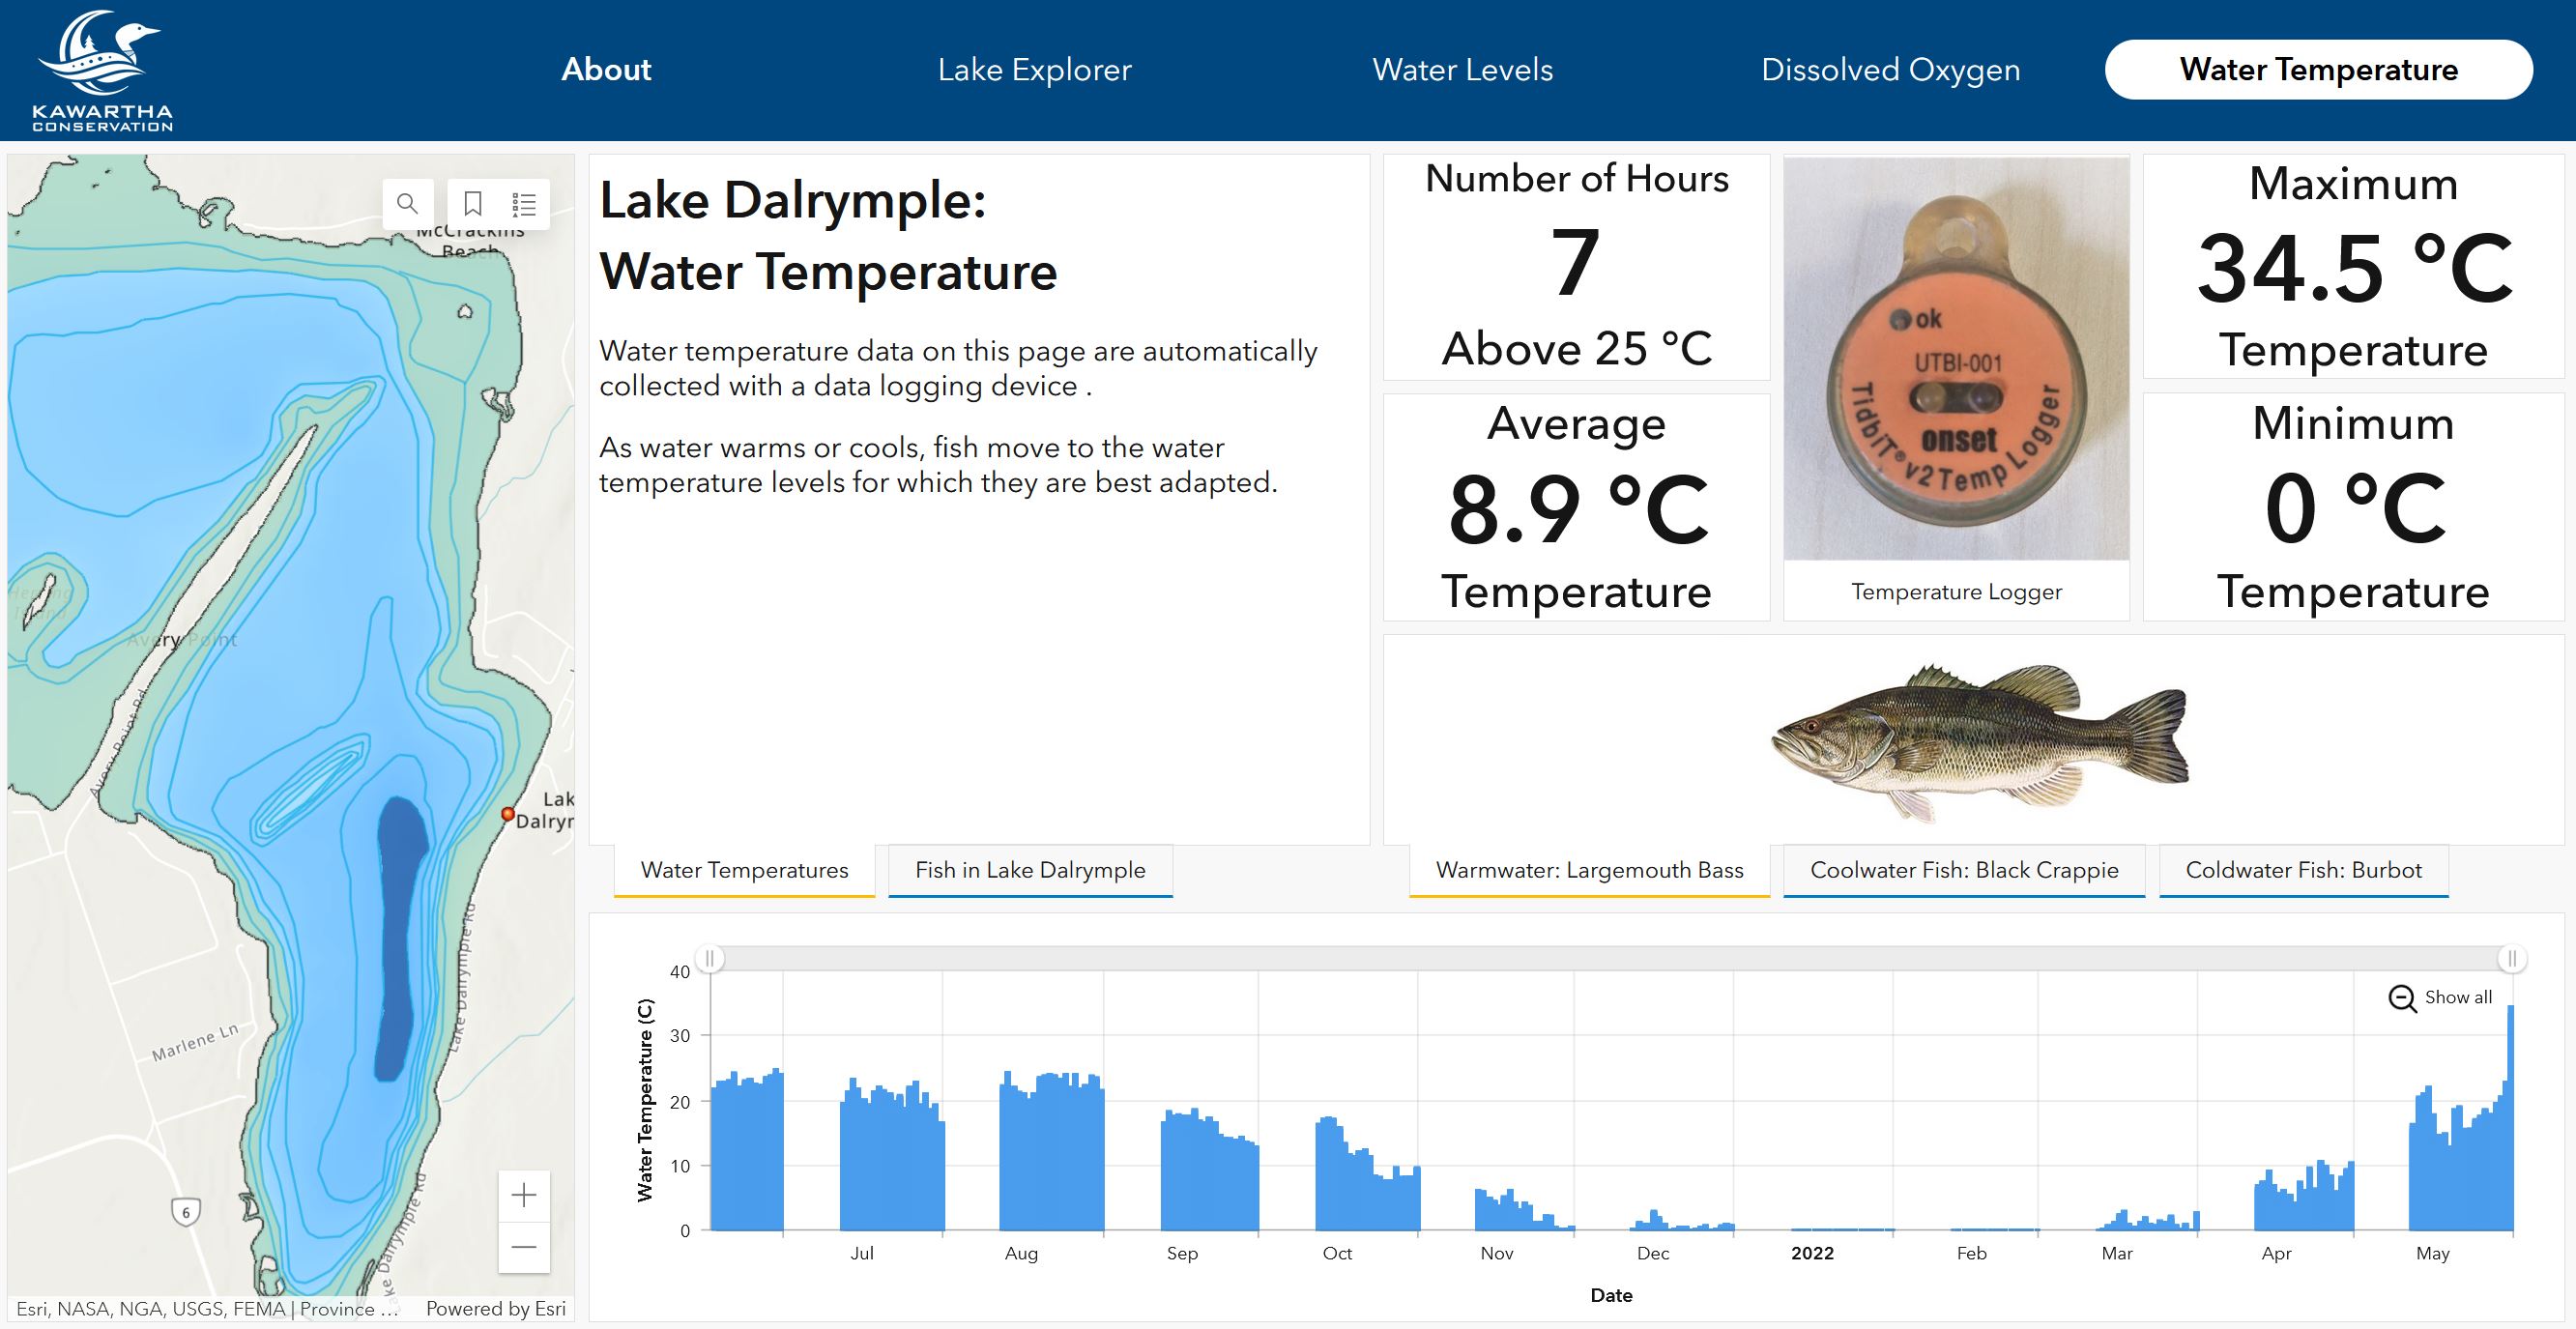 KAWARTHA
CONSERVATION
About
Lake Explorer
Water Levels
Dissolved Oxygen
Water Temperature
McCrackins
Beach
Avery Point
Avery Point Rd
Lak
Dalryr
Lake Dalrymple Rd
Marlene Ln
6
Lake Dalrymple Rd
Esri, NASA, NGA, USGS, FEMA | Province ...
Powered by Esri
Lake Dalrymple:
Water Temperature
Water temperature data on this page are automatically
collected with a data logging device .
As water warms or cools, fish move to the water
temperature levels for which they are best adapted.
Water Temperatures
Fish in Lake Dalrymple
Number of Hours
7
Above 25 °C
Average
8.9 °C
Temperature
ok
UTBI-001
onset
TidbiT® v2 Temp Logger
Temperature Logger
Maximum
34.5 °C
Temperature
Minimum
0 °C
Temperature
Warmwater: Largemouth Bass
Coolwater Fish: Black Crappie
Coldwater Fish: Burbot
Water Temperature (C)
40
30
20
10
0
Show all
Jul
Aug
Sep
Oct
Nov
Dec
2022
Feb
Mar
Apr
May
Date